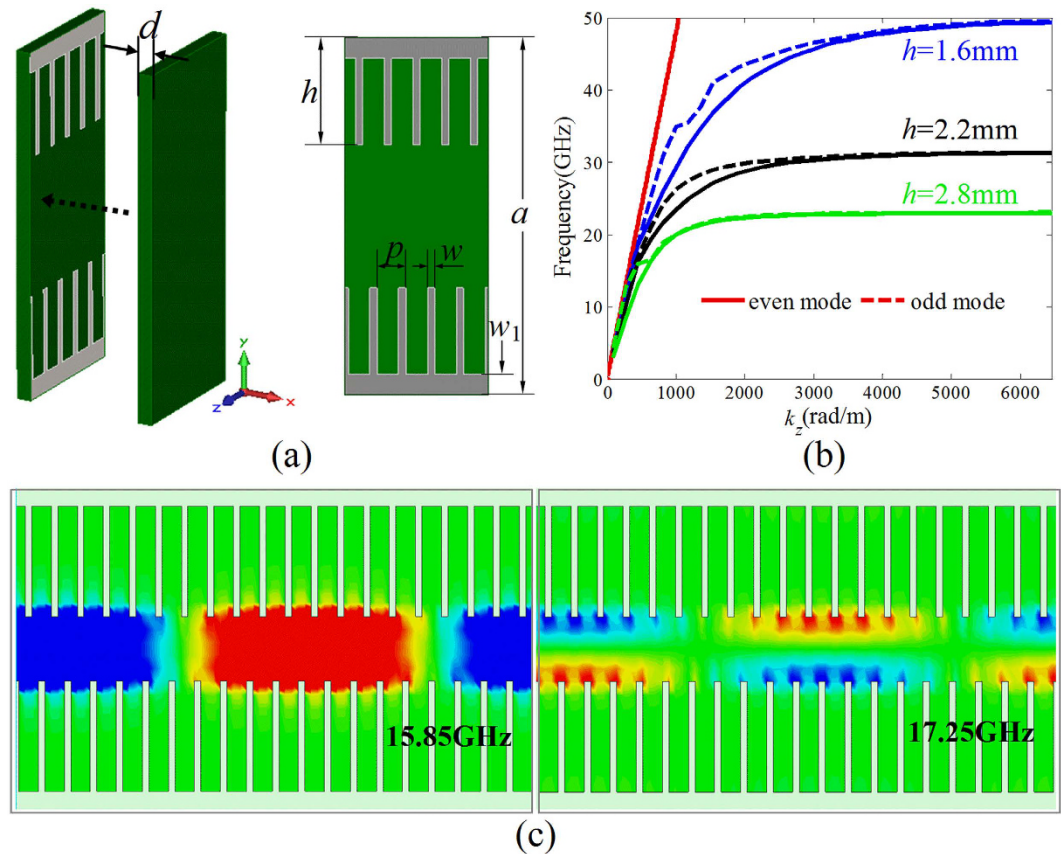 d
h
a
p
w
w1
y
z
x
(a)
50
40
30
20
10
0
Frequency(GHz)
h=1.6mm
h=2.2mm
h=2.8mm
even mode
odd mode
0 1000 2000 3000 4000 5000 6000
kz(rad/m)
(b)
15.85GHz
17.25GHz
(c)